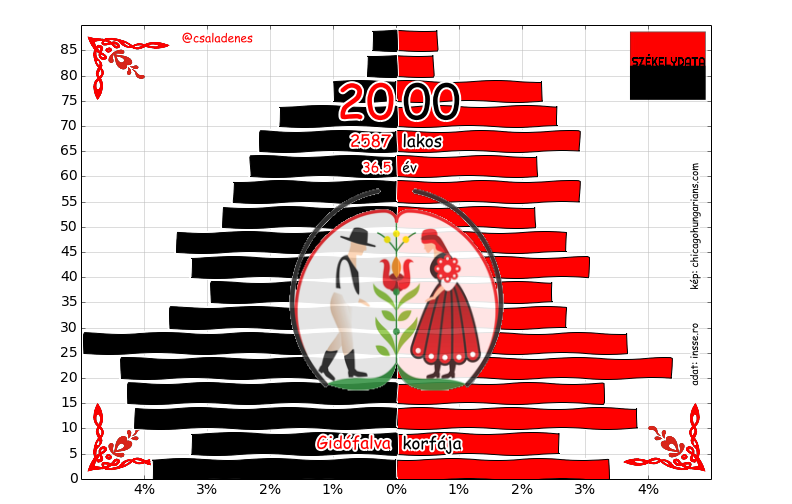 @csaladenes
SZÉKELYDATA
2000
2587 lakos
36.5 év
kép: chicagohungarians.com
adat: insse.ro
Gidófalva korfája
85
80
75
70
65
60
55
50
45
40
35
30
25
20
15
10
5
0
4% 3% 2% 1% 0% 1% 2% 3% 4%